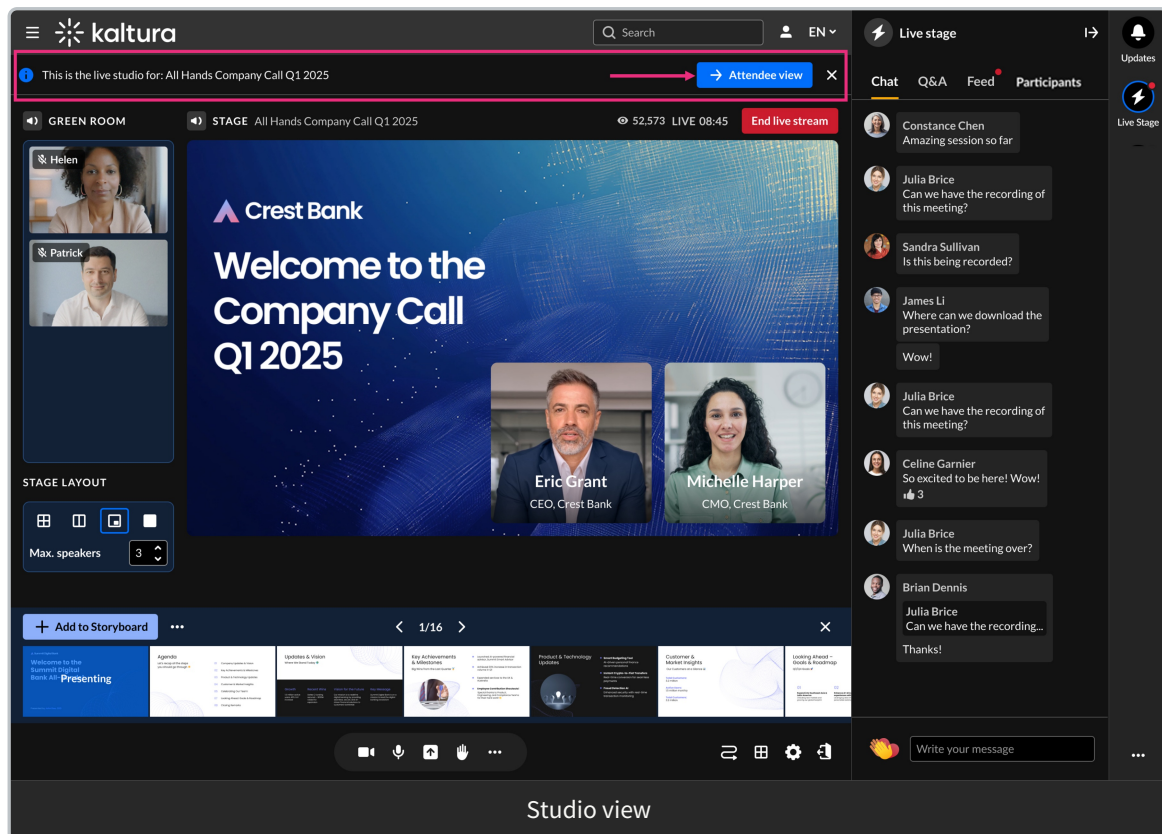 kaltura
Search
EN
This is the live studio for: All Hands Company Call Q1 2025
→ Attendee view
GREEN ROOM
STAGE All Hands Company Call Q1 2025
52,573 LIVE 08:45
End live stream
Helen
Patrick
Crest Bank
Welcome to the
Company Call
Q1 2025
Eric Grant
CEO, Crest Bank
Michelle Harper
CMO, Crest Bank
STAGE LAYOUT
Max. speakers 3
+ Add to Storyboard
1/16
Welcome to the
Summit Digital
Bank All-
Presenting
Agenda
Updates & Vision
Key Achievements
& Milestones
Product & Technology
Updates
Customer &
Market Insights
Looking Ahead –
Goals & Roadmap
Live stage
Chat Q&A Feed Participants
Constance Chen
Amazing session so far
Julia Brice
Can we have the recording of
this meeting?
Sandra Sullivan
Is this being recorded?
James Li
Where can we download the
presentation?
Wow!
Julia Brice
Can we have the recording of
this meeting?
Celine Garnier
So excited to be here! Wow!
3
Julia Brice
When is the meeting over?
Brian Dennis
Julia Brice
Can we have the recording...
Thanks!
Write your message
Updates
Live Stage
Studio view